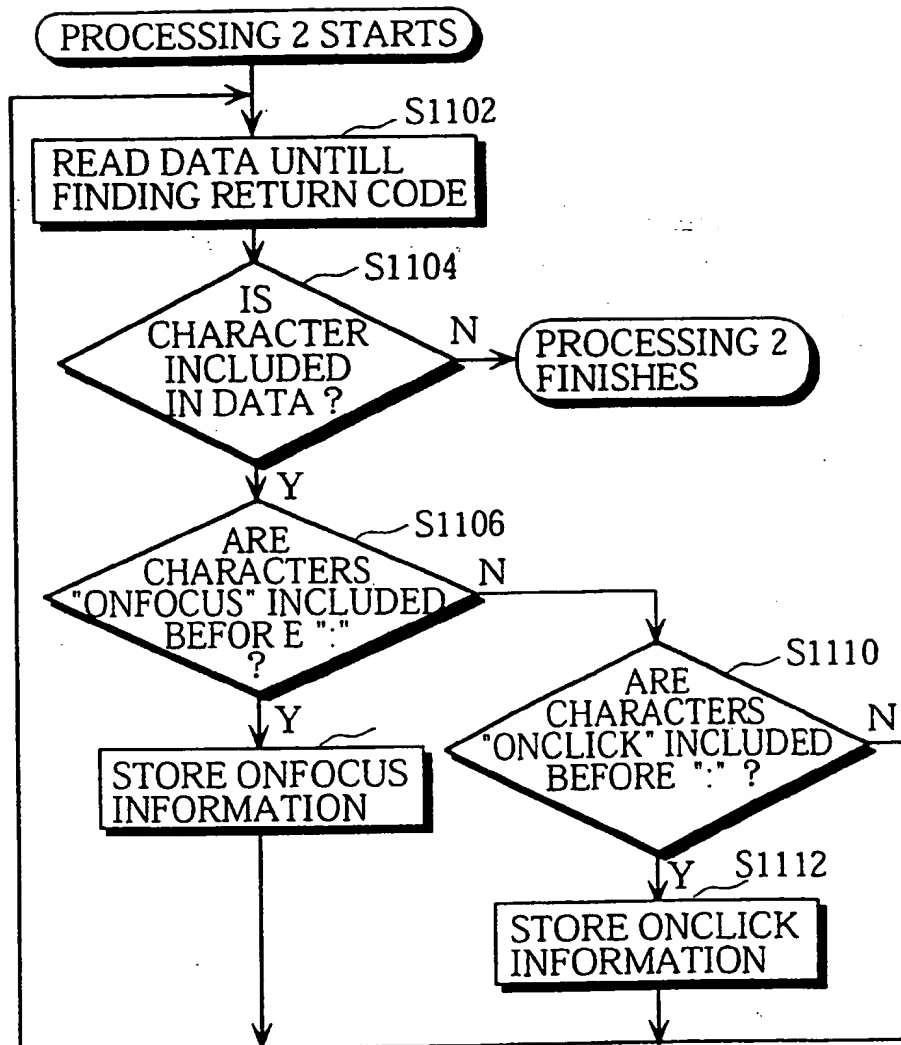 PROCESSING 2 STARTS
S1102
READ DATA UNTILL
FINDING RETURN CODE
S1104
IS
CHARACTER
INCLUDED
IN DATA ?
N
PROCESSING 2
FINISHES
Y
S1106
ARE
CHARACTERS
"ONFOCUS" INCLUDED
BEFOR E ":"
?
N
Y
STORE ONFOCUS
INFORMATION
S1110
ARE
CHARACTERS
"ONCLICK" INCLUDED
BEFORE ":" ?
N
Y
S1112
STORE ONCLICK
INFORMATION